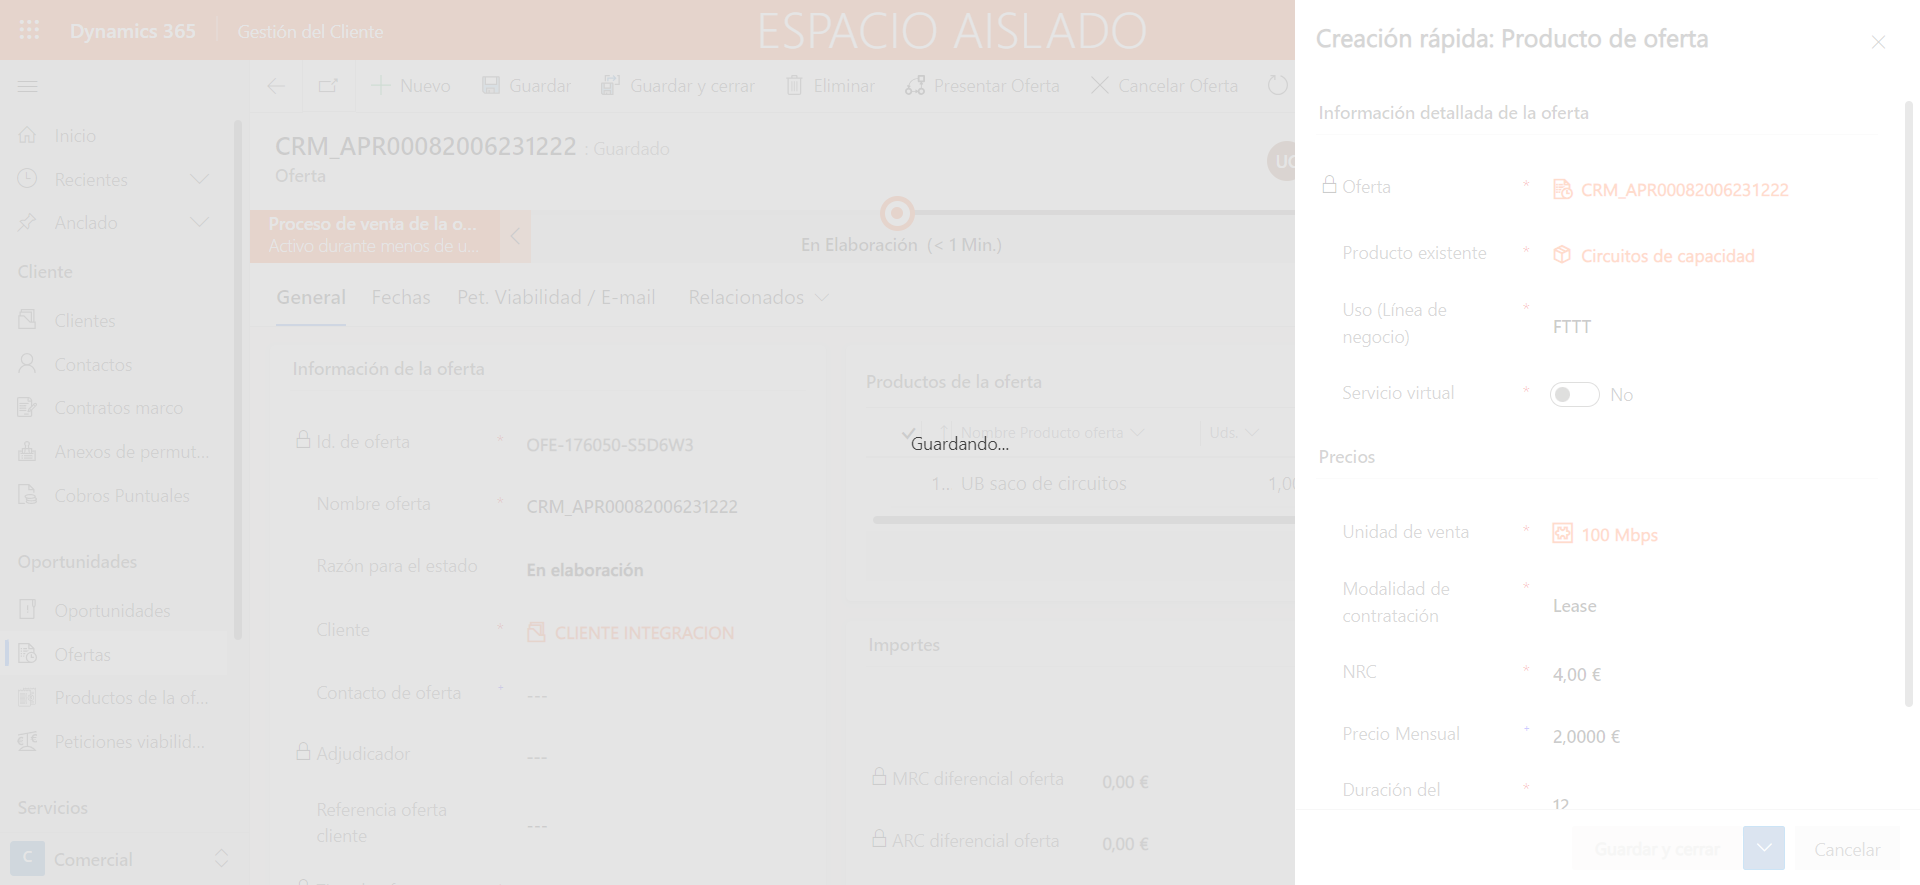 Dynamics 365
Gestión del Cliente
ESPACIO AISLADO
Nuevo
Guardar
Guardar y cerrar
Eliminar
Presentar Oferta
Cancelar Oferta
Inicio
Recientes
Anclado
Cliente
Clientes
Contactos
Contratos marco
Anexos de permut...
Cobros Puntuales
Oportunidades
Oportunidades
Ofertas
Productos de la of...
Peticiones viabilid...
Servicios
C
Comercial
CRM_APR00082006231222 : Guardado
Oferta
UC
Proceso de venta de la o...
Activo durante menos de u...
En Elaboración (< 1 Min.)
General
Fechas
Pet. Viabilidad / E-mail
Relacionados
Información de la oferta
Id. de oferta * OFE-176050-S5D6W3
Nombre oferta * CRM_APR00082006231222
Razón para el estado En elaboración
Cliente * CLIENTE INTEGRACION
Contacto de oferta + ---
Adjudicador ---
Referencia oferta
cliente ---
Productos de la oferta
Nombre Producto oferta Uds.
Guardando...
1.. UB saco de circuitos 1,00
Importes
MRC diferencial oferta 0,00 €
ARC diferencial oferta 0,00 €
Creación rápida: Producto de oferta
Información detallada de la oferta
Oferta * CRM_APR00082006231222
Producto existente * Circuitos de capacidad
Uso (Línea de
negocio) * FTTT
Servicio virtual * No
Precios
Unidad de venta * 100 Mbps
Modalidad de
contratación * Lease
NRC * 4,00 €
Precio Mensual + 2,0000 €
Duración del * 12
Guardar y cerrar
Cancelar